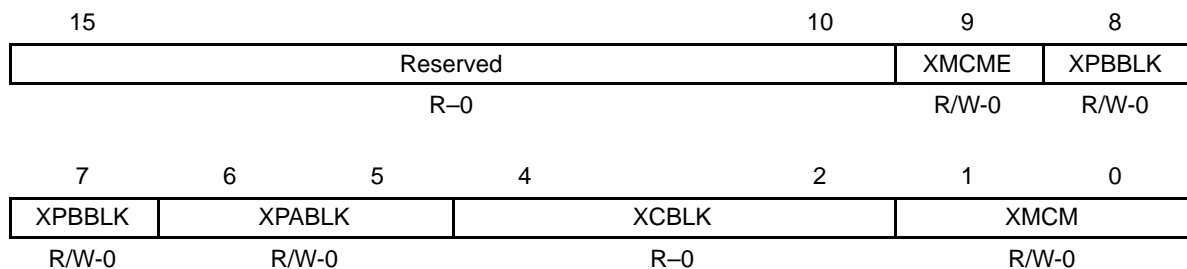 15 10 9 8
Reserved XMCME XPBBLK
R–0 R/W-0 R/W-0
7 6 5 4 2 1 0
XPBBLK XPABLK XCBLK XMCM
R/W-0 R/W-0 R–0 R/W-0